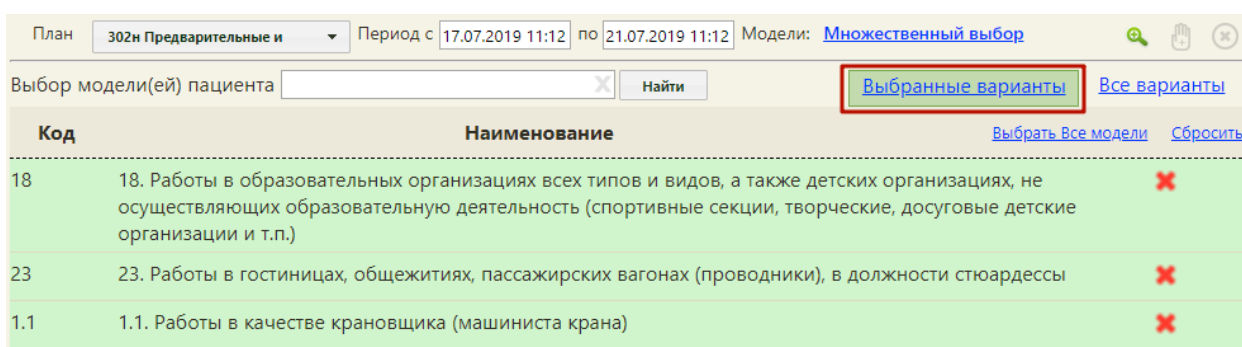 План 302н Предварительные и Период с 17.07.2019 11:12 по 21.07.2019 11:12 Модели: Множественный выбор
Выбор модели(ей) пациента Найти Выбранные варианты Все варианты
Код Наименование Выбрать Все модели Сбросить
18 18. Работы в образовательных организациях всех типов и видов, а также детских организациях, не
осуществляющих образовательную деятельность (спортивные секции, творческие, досуговые детские
организации и т.п.)
23 23. Работы в гостиницах, общежитиях, пассажирских вагонах (проводники), в должности стюардессы
1.1 1.1. Работы в качестве крановщика (машиниста крана)